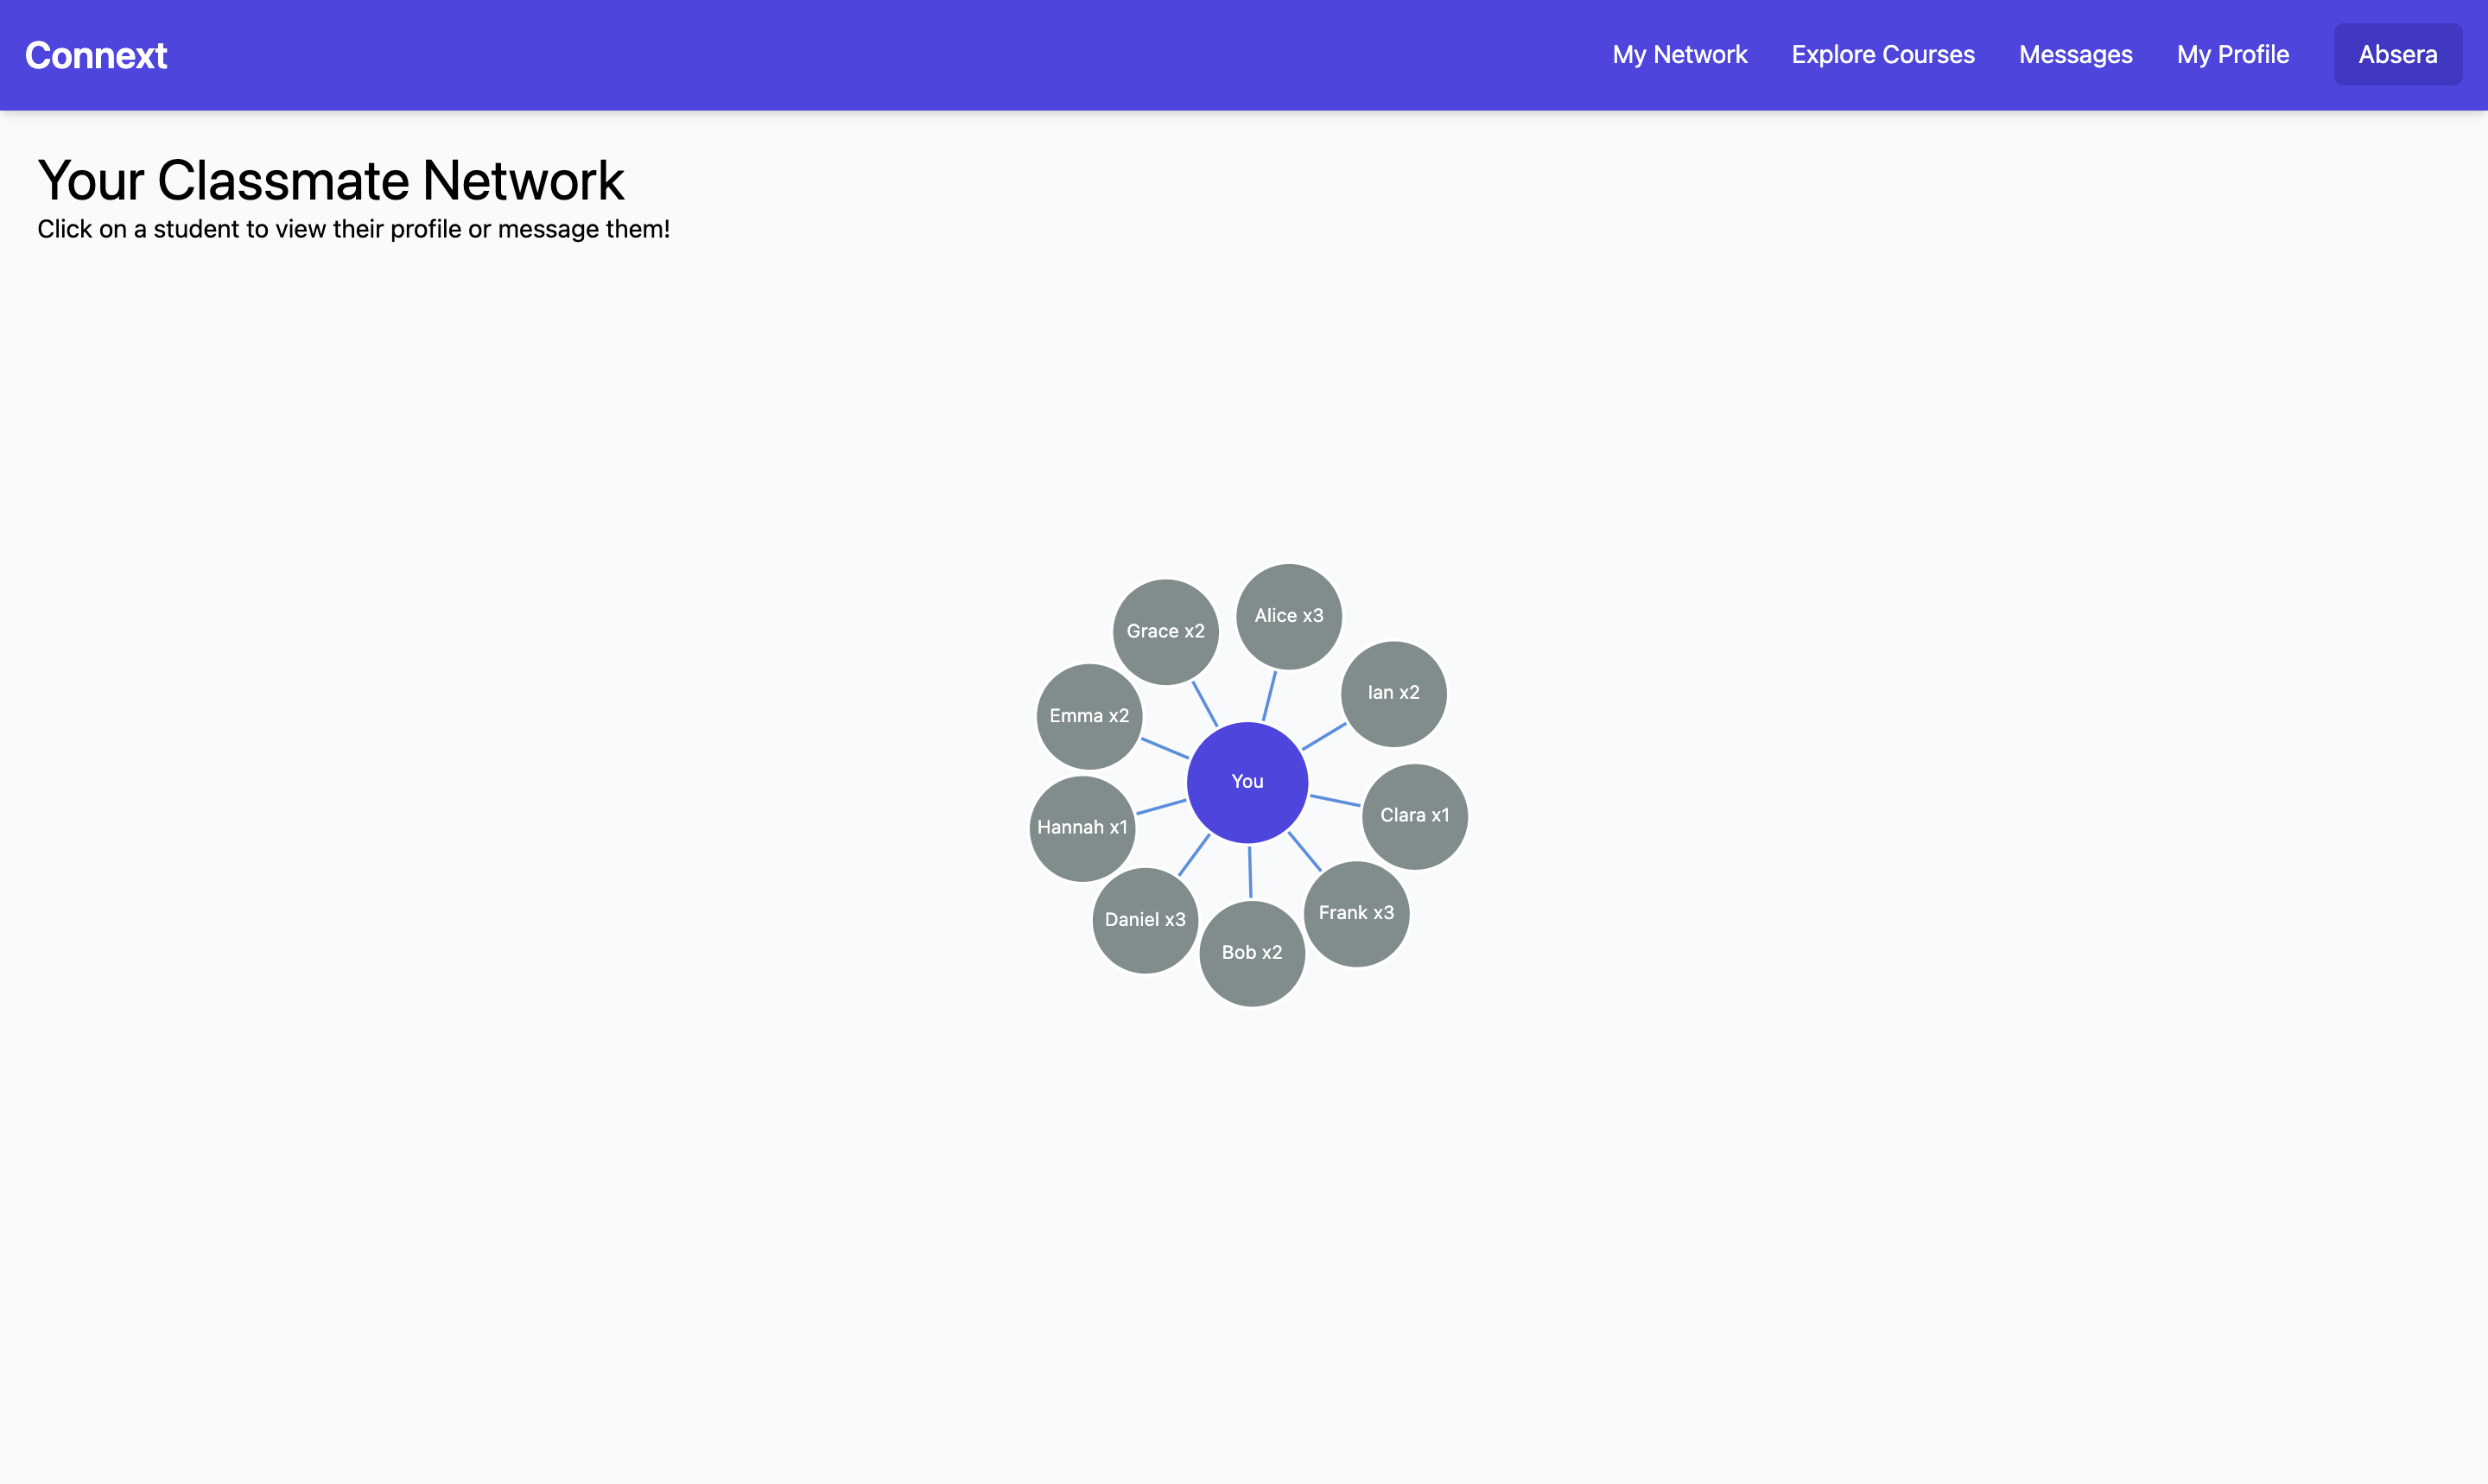 Connext
My Network
Explore Courses
Messages
My Profile
Absera
Your Classmate Network
Click on a student to view their profile or message them!
Alice x3
Grace x2
Ian x2
Emma x2
You
Clara x1
Hannah x1
Frank x3
Daniel x3
Bob x2